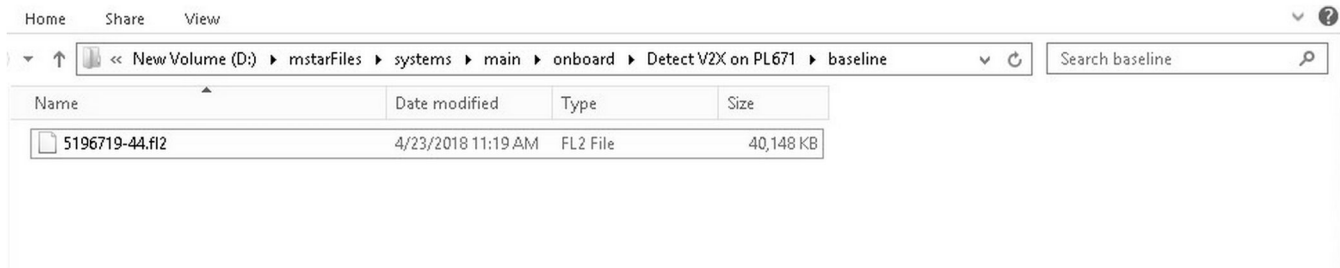 Home Share View
« New Volume (D:) mstarFiles systems main onboard Detect V2X on PL671 baseline Search baseline
Name Date modified Type Size
5196719-44.fl2 4/23/2018 11:19 AM FL2 File 40,148 KB